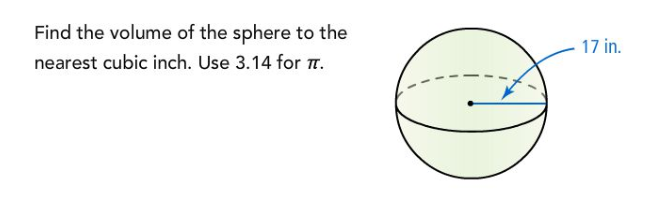 Find the volume of the sphere to the
nearest cubic inch. Use 3.14 for π.
17 in.